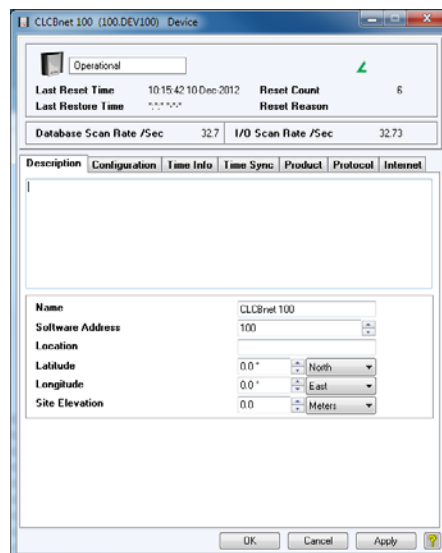 CLCBnet 100 (100.DEV100) Device
Operational
Last Reset Time 10:15:42 10-Dec-2012 Reset Count 6
Last Restore Time *:*:* *-*-* Reset Reason
Database Scan Rate /Sec 32.7 I/O Scan Rate /Sec 32.73
Description Configuration Time Info Time Sync Product Protocol Internet
Name CLCBnet 100
Software Address 100
Location
Latitude 0.0 ° North
Longitude 0.0 ° East
Site Elevation 0.0 Meters
OK Cancel Apply ?